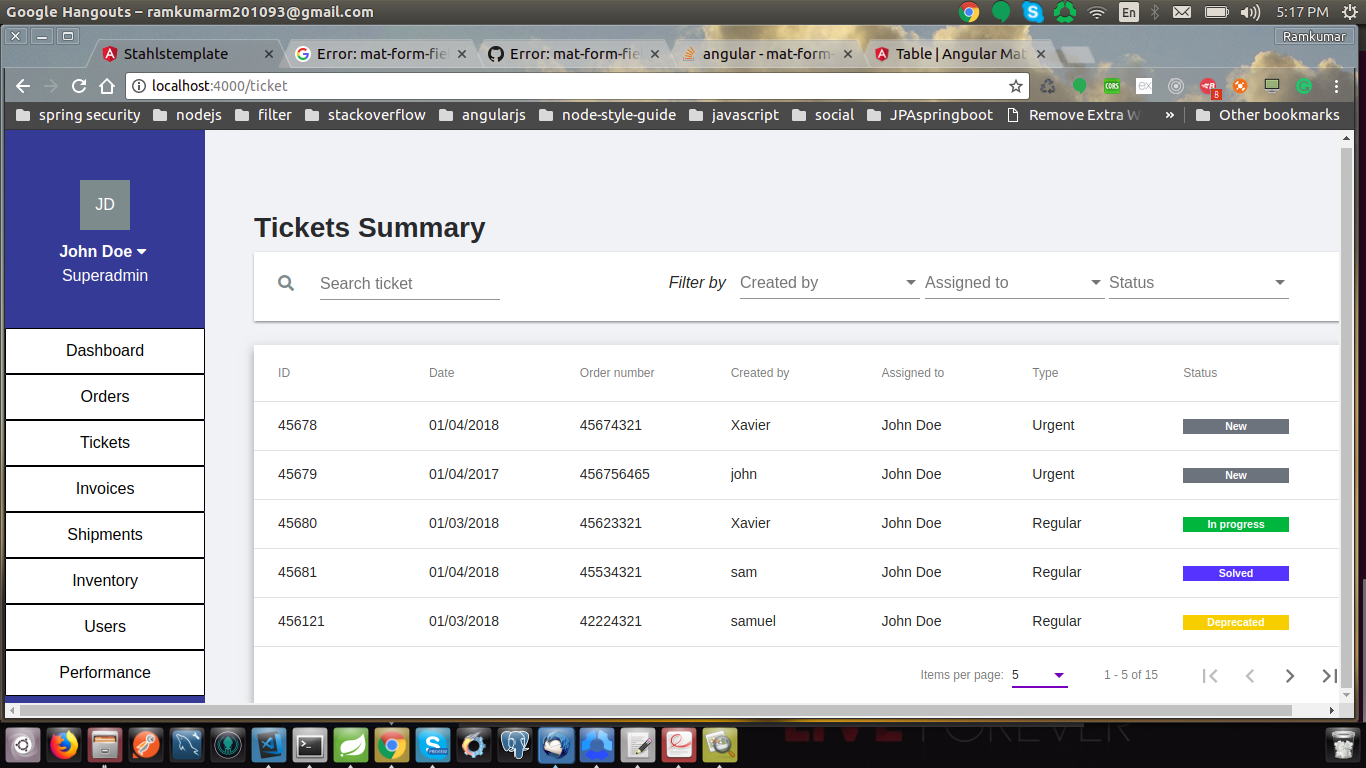 Google Hangouts – ramkumarm201093@gmail.com
En
5:17 PM
Ramkumar
Stahlstemplate
Error: mat-form-fie
Error: mat-form-fie
angular - mat-form-
Table | Angular Mat
localhost:4000/ticket
CORS
ex
8
spring security
nodejs
filter
stackoverflow
angularjs
node-style-guide
javascript
social
JPAspringboot
Remove Extra W
»
Other bookmarks
JD
John Doe
Superadmin
Dashboard
Orders
Tickets
Invoices
Shipments
Inventory
Users
Performance
Tickets Summary
Search ticket
Filter by
Created by
Assigned to
Status
ID Date Order number Created by Assigned to Type Status
45678 01/04/2018 45674321 Xavier John Doe Urgent New
45679 01/04/2017 456756465 john John Doe Urgent New
45680 01/03/2018 45623321 Xavier John Doe Regular In progress
45681 01/04/2018 45534321 sam John Doe Regular Solved
456121 01/03/2018 42224321 samuel John Doe Regular Deprecated
Items per page: 5 1 - 5 of 15
LIVE FOREVER